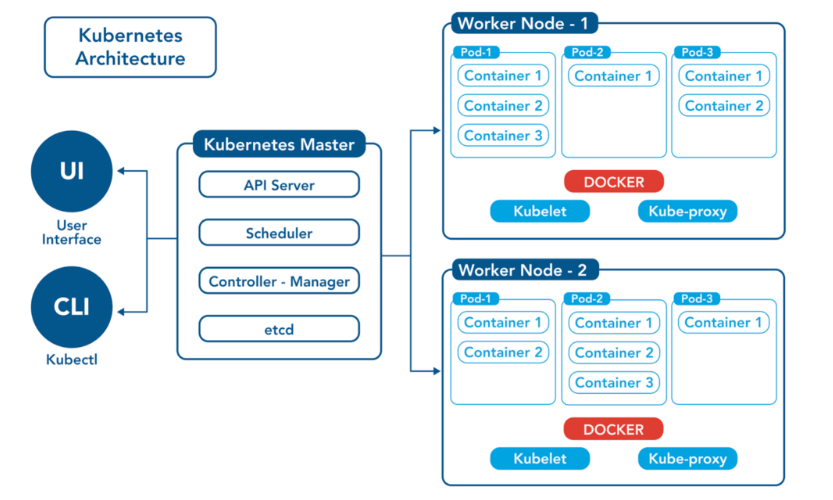 Kubernetes
Architecture
UI
User
Interface
CLI
Kubectl
Kubernetes Master
API Server
Scheduler
Controller - Manager
etcd
Worker Node - 1
Pod-1
Container 1
Container 2
Container 3
Pod-2
Container 1
Pod-3
Container 1
Container 2
DOCKER
Kubelet
Kube-proxy
Worker Node - 2
Pod-1
Container 1
Container 2
Pod-2
Container 1
Container 2
Container 3
Pod-3
Container 1
DOCKER
Kubelet
Kube-proxy